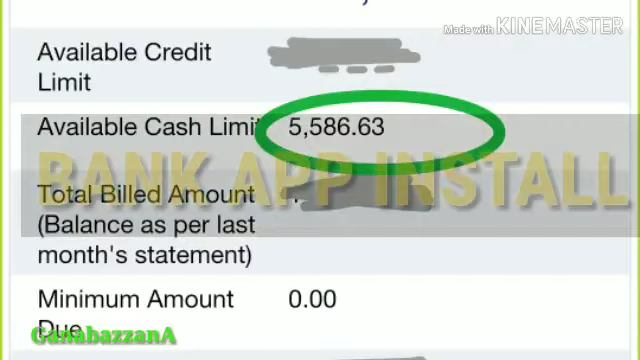 Made with KINEMASTER
Available Credit
Limit
Available Cash Limit 5,586.63
BANK APP INSTALL
Total Billed Amount
(Balance as per last
month's statement)
Minimum Amount 0.00
Due
GanabazzanA